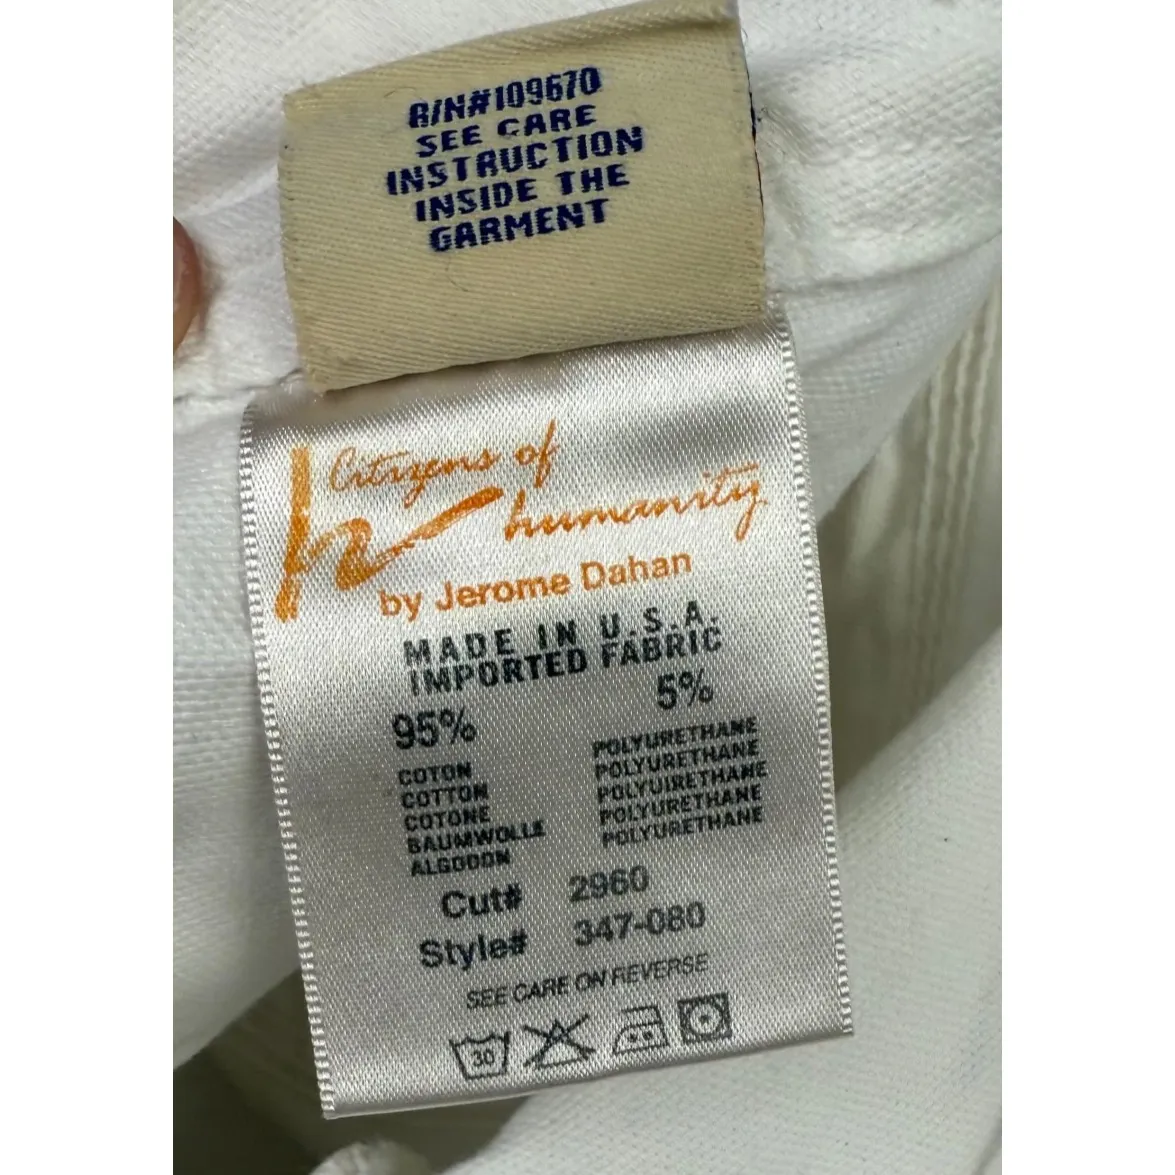 R/N#109670
SEE CARE
INSTRUCTION
INSIDE THE
GARMENT
Citizens of
humanity
by Jerome Dahan
MADE IN U.S.A.
IMPORTED FABRIC
95% 5%
COTON POLYURETHANE
COTTON POLYURETHANE
COTONE POLYUIRETHANE
BAUMWOLLE POLYURETHANE
ALGODON POLYURETHANE
Cut# 2960
Style# 347-080
SEE CARE ON REVERSE
30